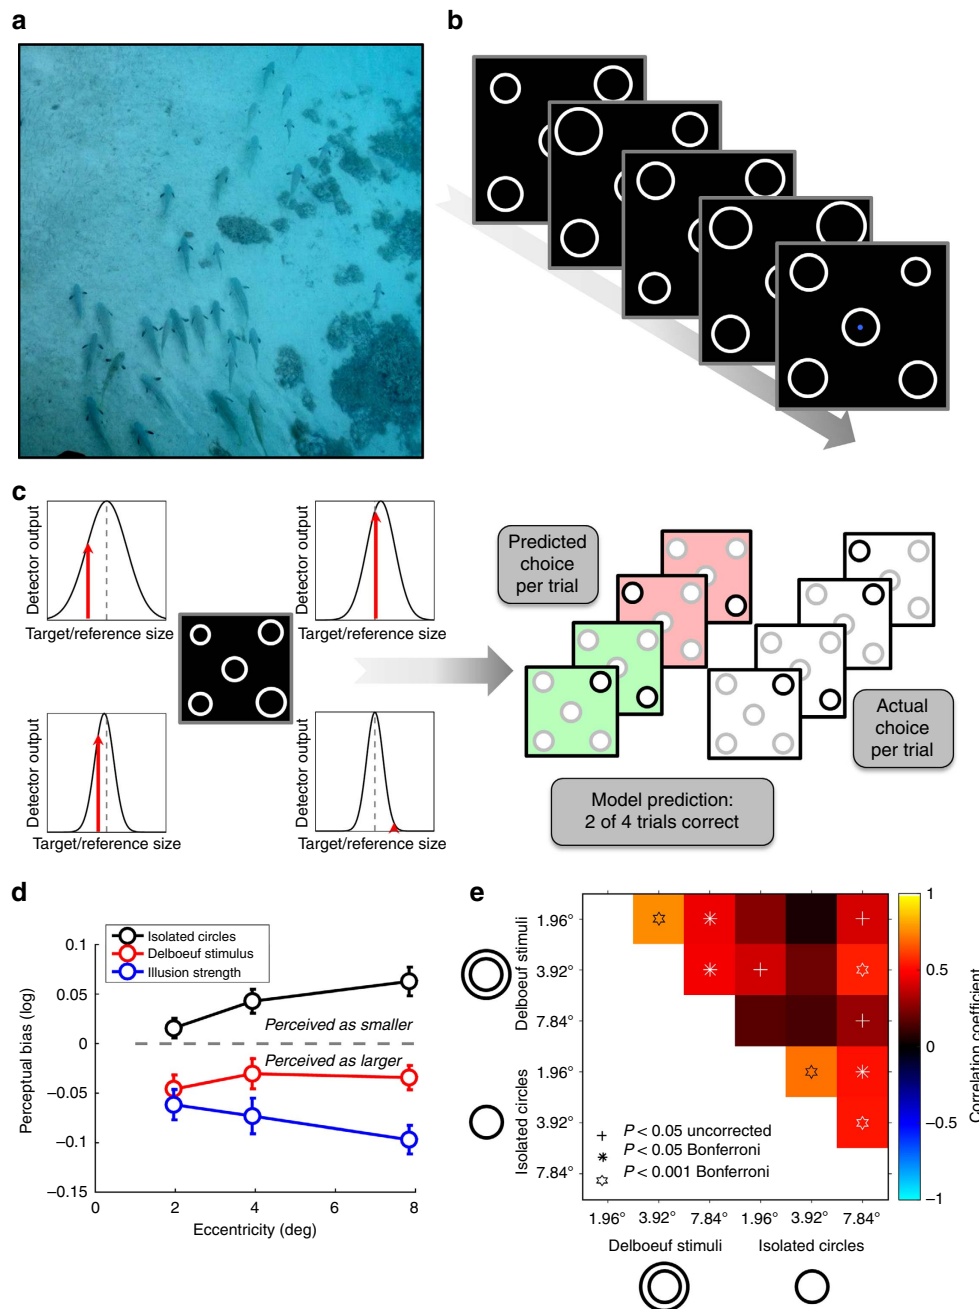 a
b
c
Detector output
Target/reference size
Detector output
Target/reference size
Detector output
Target/reference size
Detector output
Target/reference size
Predicted
choice
per trial
Actual
choice
per trial
Model prediction:
2 of 4 trials correct
d
Isolated circles
Delboeuf stimulus
Illusion strength
Perceptual bias (log)
0.1
0.05
0
−0.05
−0.1
−0.15
Perceived as smaller
Perceived as larger
0
2
4
6
8
Eccentricity (deg)
e
Delboeuf stimuli
Isolated circles
1.96°
3.92°
7.84°
1.96°
3.92°
7.84°
P < 0.05 uncorrected
P < 0.05 Bonferroni
P < 0.001 Bonferroni
1.96° 3.92° 7.84° 1.96° 3.92° 7.84°
Delboeuf stimuli
Isolated circles
1
0.5
0
−0.5
−1
Correlation coefficient